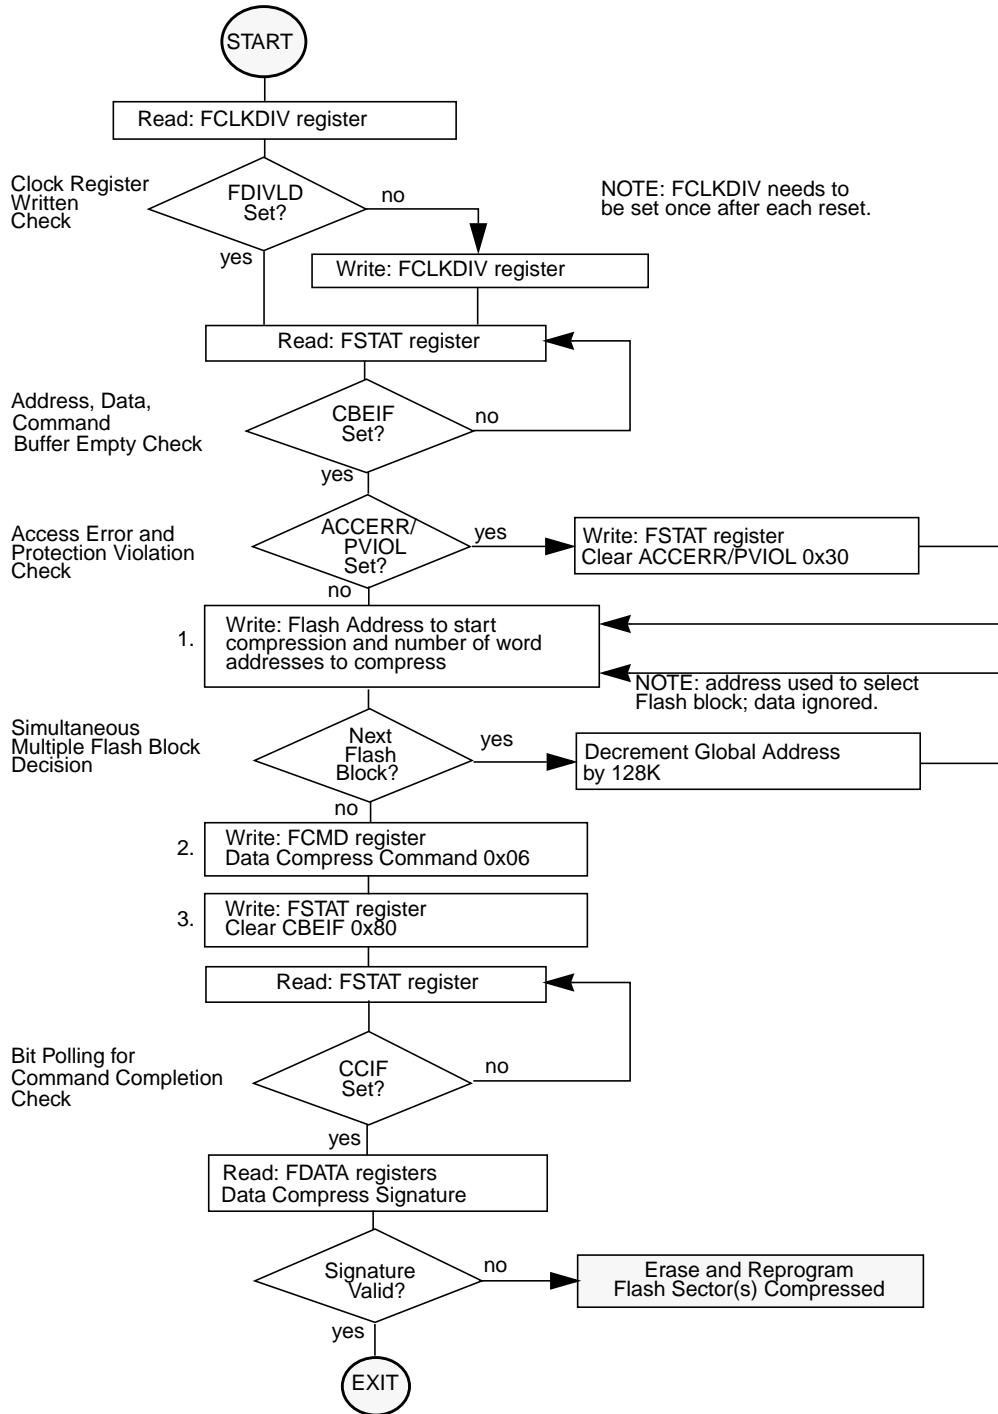 START
Read: FCLKDIV register
Clock Register
Written
Check
FDIVLD
Set?
no
yes
NOTE: FCLKDIV needs to
be set once after each reset.
Write: FCLKDIV register
Read: FSTAT register
Address, Data,
Command
Buffer Empty Check
CBEIF
Set?
no
yes
Access Error and
Protection Violation
Check
ACCERR/
PVIOL
Set?
yes
no
Write: FSTAT register
Clear ACCERR/PVIOL 0x30
1.
Write: Flash Address to start
compression and number of word
addresses to compress
NOTE: address used to select
Flash block; data ignored.
Simultaneous
Multiple Flash Block
Decision
Next
Flash
Block?
yes
no
Decrement Global Address
by 128K
2.
Write: FCMD register
Data Compress Command 0x06
3.
Write: FSTAT register
Clear CBEIF 0x80
Read: FSTAT register
Bit Polling for
Command Completion
Check
CCIF
Set?
no
yes
Read: FDATA registers
Data Compress Signature
Signature
Valid?
no
yes
Erase and Reprogram
Flash Sector(s) Compressed
EXIT